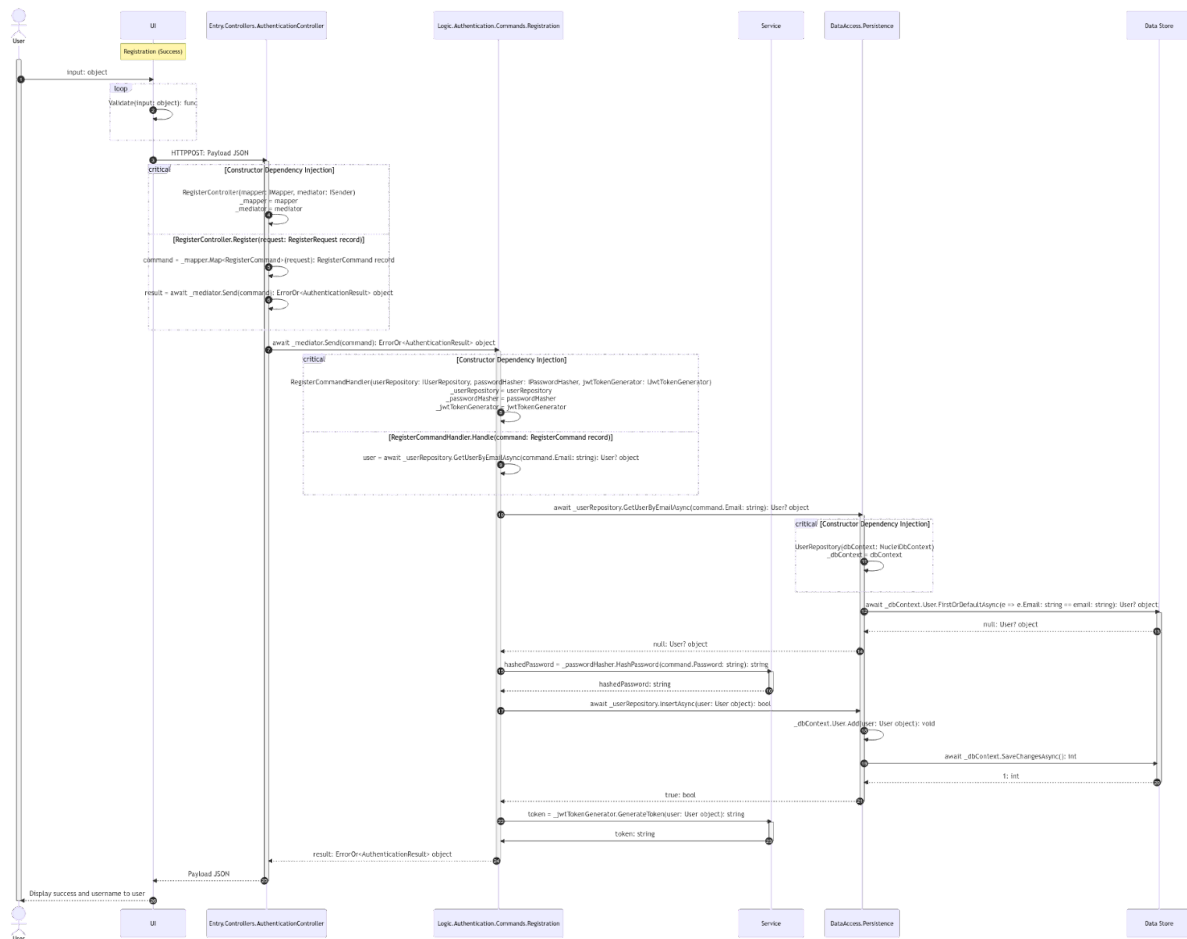 UI
Entry.Controllers.AuthenticationController
Logic.Authentication.Commands.Registration
Service
DataAccess.Persistence
Data Store
User
Registration (Success)
input: object
loop
Validate(input: object): func
HTTPPOST: Payload JSON
critical
[Constructor Dependency Injection]
RegisterController(mapper: IMapper, mediator: ISender)
_mapper = mapper
_mediator = mediator
[RegisterController.Register(request: RegisterRequest record)]
command = _mapper.Map<RegisterCommand>(request): RegisterCommand record
result = await _mediator.Send(command): ErrorOr<AuthenticationResult> object
await _mediator.Send(command): ErrorOr<AuthenticationResult> object
critical
[Constructor Dependency Injection]
RegisterCommandHandler(userRepository: IUserRepository, passwordHasher: IPasswordHasher, jwtTokenGenerator: IJwtTokenGenerator)
_userRepository = userRepository
_passwordHasher = passwordHasher
_jwtTokenGenerator = jwtTokenGenerator
[RegisterCommandHandler.Handle(command: RegisterCommand record)]
user = await _userRepository.GetUserByEmailAsync(command.Email: string): User? object
await _userRepository.GetUserByEmailAsync(command.Email: string): User? object
critical
[Constructor Dependency Injection]
UserRepository(dbContext: NucleiDbContext)
_dbContext = dbContext
await _dbContext.User.FirstOrDefaultAsync(e => e.Email: string == email: string): User? object
null: User? object
null: User? object
hashedPassword = _passwordHasher.HashPassword(command.Password: string): string
hashedPassword: string
await _userRepository.InsertAsync(user: User object): bool
_dbContext.User.Add(user: User object): void
await _dbContext.SaveChangesAsync(): int
1: int
true: bool
token = _jwtTokenGenerator.GenerateToken(user: User object): string
token: string
result: ErrorOr<AuthenticationResult> object
Payload JSON
Display success and username to user
UI
Entry.Controllers.AuthenticationController
Logic.Authentication.Commands.Registration
Service
DataAccess.Persistence
Data Store
User